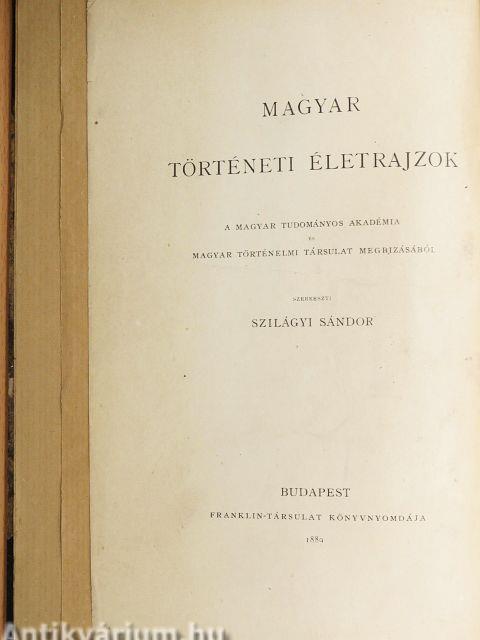 MAGYAR
TÖRTÉNETI ÉLETRAJZOK
A MAGYAR TUDOMÁNYOS AKADÉMIA
ÉS
MAGYAR TÖRTÉNELMI TÁRSULAT MEGBIZÁSÁBÓL
SZERKESZTI
SZILÁGYI SÁNDOR
BUDAPEST
FRANKLIN-TÁRSULAT KÖNYVNYOMDÁJA
1889
Antikvárium.hu